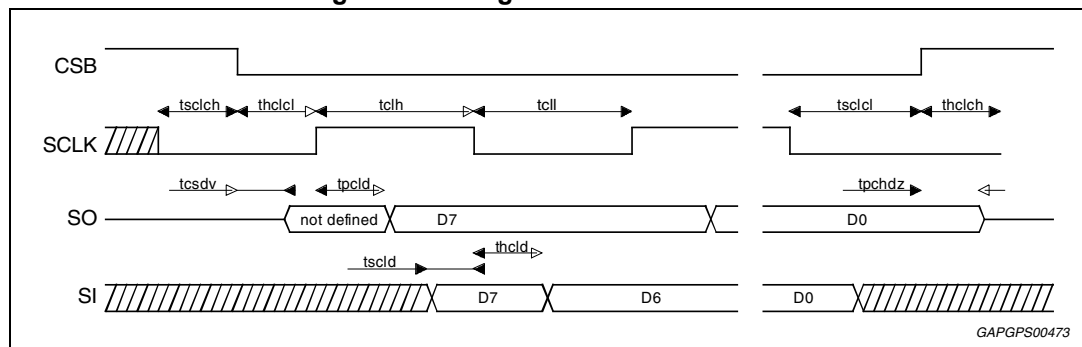 CSB
tsclch thclcl tclh tcll tsclcl thclch
SCLK
tcsdv tpcld tpchdz
SO not defined D7 D0
tscld thcld
SI D7 D6 D0
GAPGPS00473